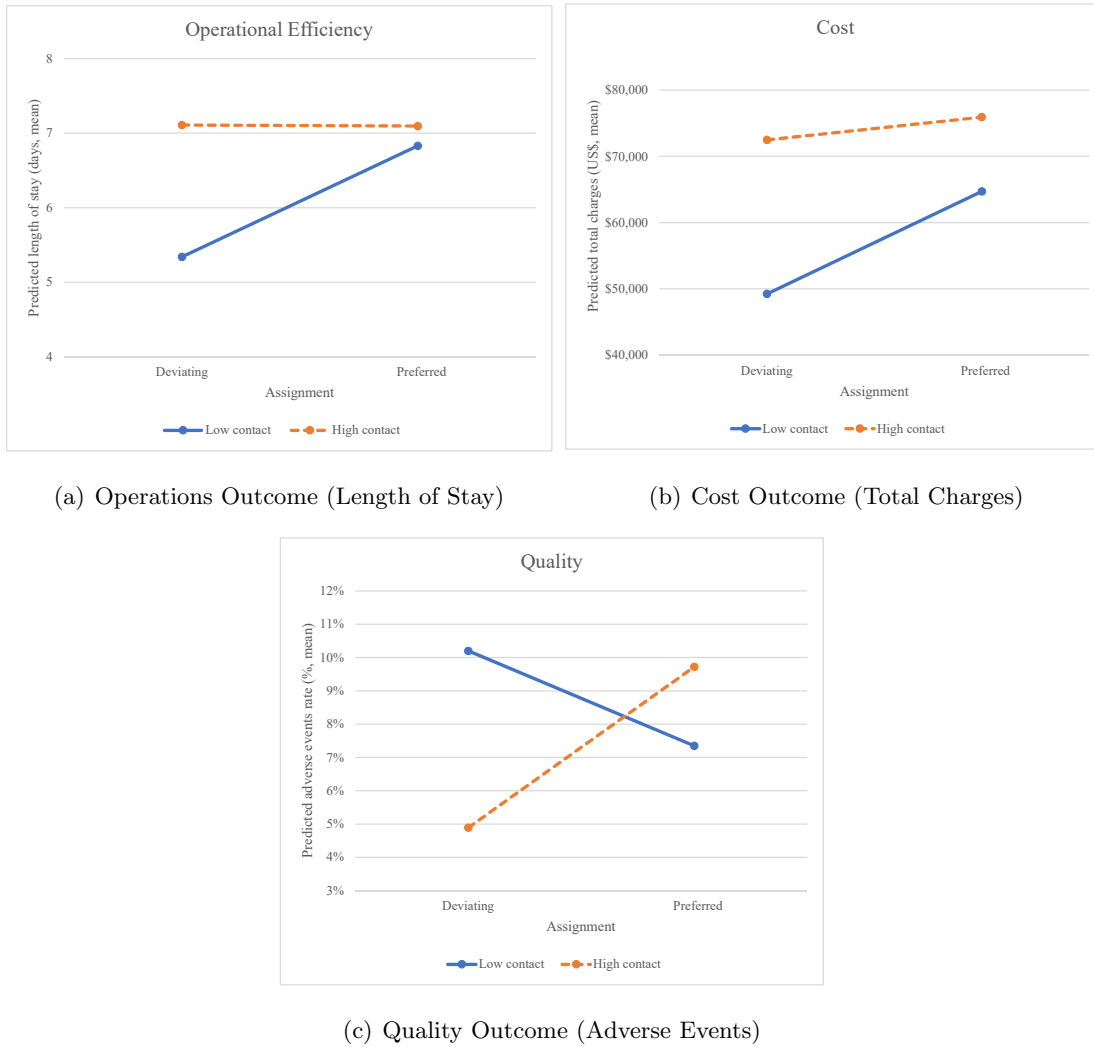 Operational Efficiency
Predicted length of stay (days, mean)
8
7
6
5
4
Deviating Preferred
Assignment
Low contact High contact
Cost
Predicted total charges (US$, mean)
$80,000
$70,000
$60,000
$50,000
$40,000
Deviating Preferred
Assignment
Low contact High contact
(a) Operations Outcome (Length of Stay)
(b) Cost Outcome (Total Charges)
Quality
Predicted adverse events rate (%, mean)
12%
11%
10%
9%
8%
7%
6%
5%
4%
3%
Deviating Preferred
Assignment
Low contact High contact
(c) Quality Outcome (Adverse Events)